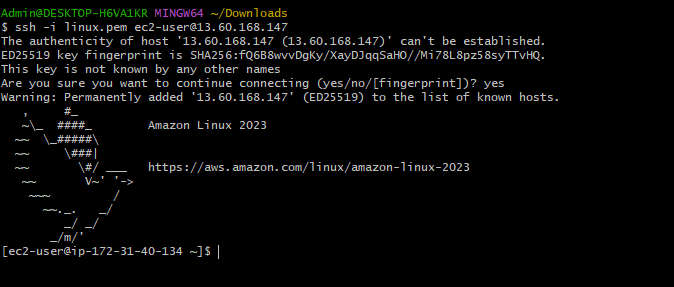 Admin@DESKTOP-H6VA1KR MINGW64 ~/Downloads
$ ssh -i linux.pem ec2-user@13.60.168.147
The authenticity of host '13.60.168.147 (13.60.168.147)' can't be established.
ED25519 key fingerprint is SHA256:fQ6B8wvvDgKy/XayDJqqSaHO//Mi78L8pz58syTTvHQ.
This key is not known by any other names
Are you sure you want to continue connecting (yes/no/[fingerprint])? yes
Warning: Permanently added '13.60.168.147' (ED25519) to the list of known hosts.
   ,     #_
   ~\_  ####_        Amazon Linux 2023
  ~~  \_#####\
  ~~     \###|
  ~~       \#/ ___   https://aws.amazon.com/linux/amazon-linux-2023
   ~~       V~' '->
    ~~~         /
      ~~._.   _/
         _/ _/
       _/m/'
[ec2-user@ip-172-31-40-134 ~]$